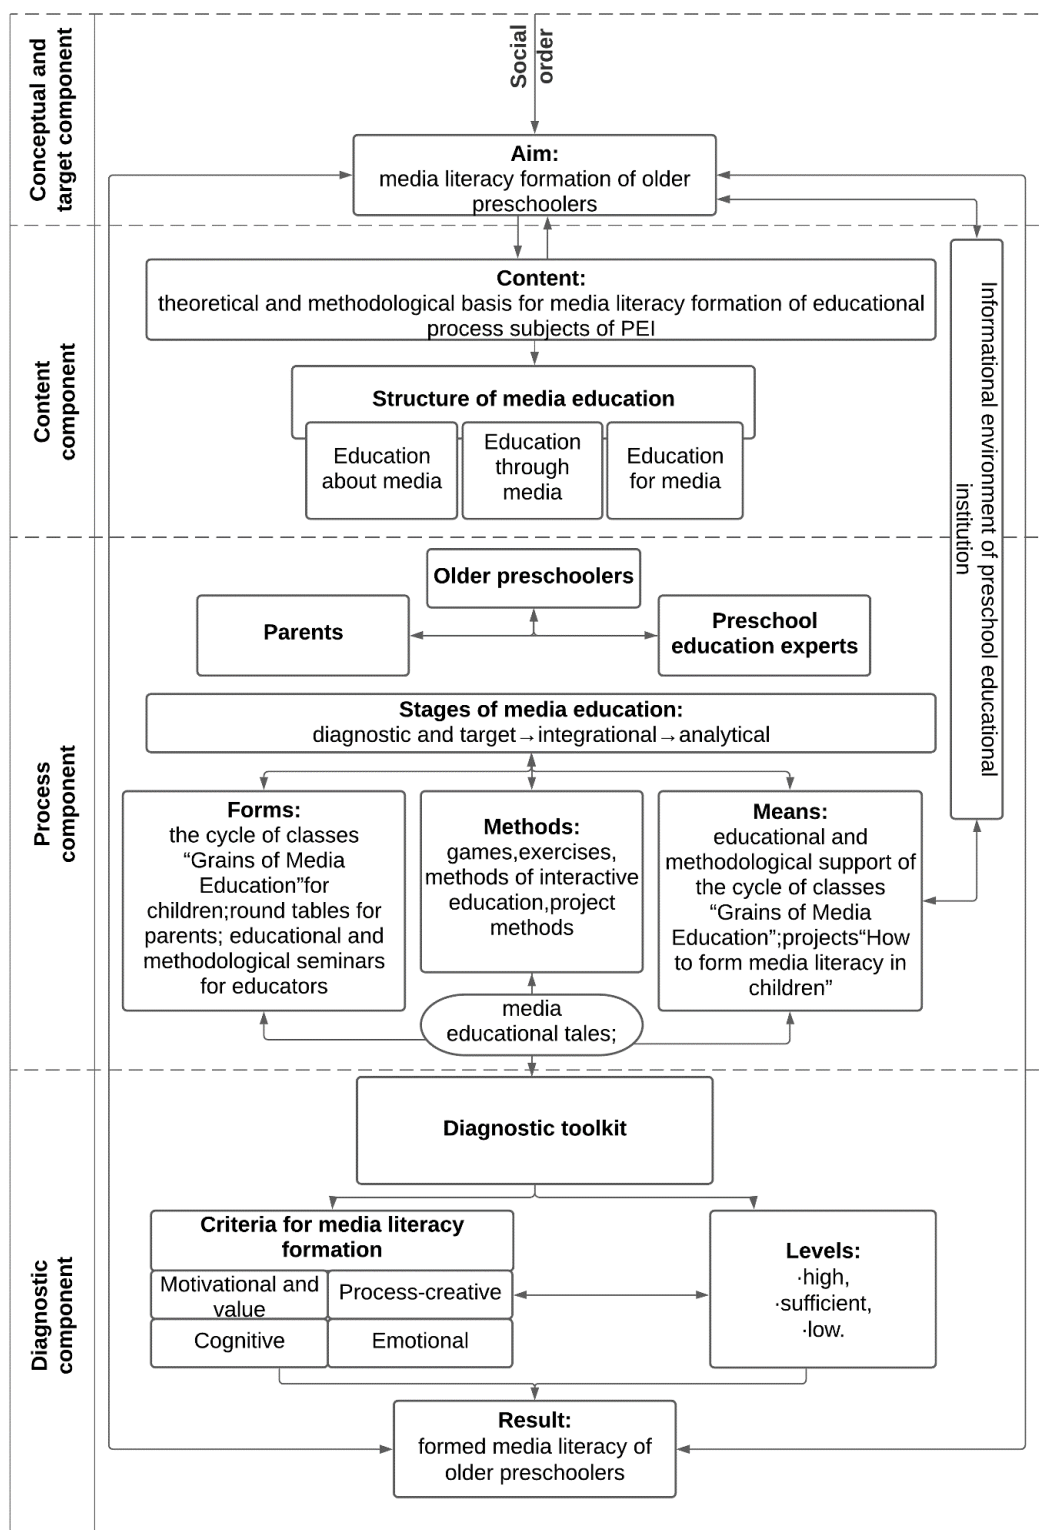 Conceptual and
target component
Social
order
Aim:
media literacy formation of older
preschoolers
Content
component
Content:
theoretical and methodological basis for media literacy formation of educational
process subjects of PEI
Structure of media education
Education
about media
Education
through
media
Education
for media
Informational environment of preschool educational
institution
Process
component
Older preschoolers
Parents
Preschool
education experts
Stages of media education:
diagnostic and target→integrational→analytical
Forms:
the cycle of classes
“Grains of Media
Education”for
children;round tables for
parents; educational and
methodological seminars
for educators
Methods:
games,exercises,
methods of interactive
education,project
methods
Means:
educational and
methodological support of
the cycle of classes
“Grains of Media
Education”;projects“How
to form media literacy in
children”
media
educational tales;
Diagnostic
component
Diagnostic toolkit
Criteria for media literacy
formation
Motivational and
value
Process-creative
Cognitive
Emotional
Levels:
·high,
·sufficient,
·low.
Result:
formed media literacy of
older preschoolers